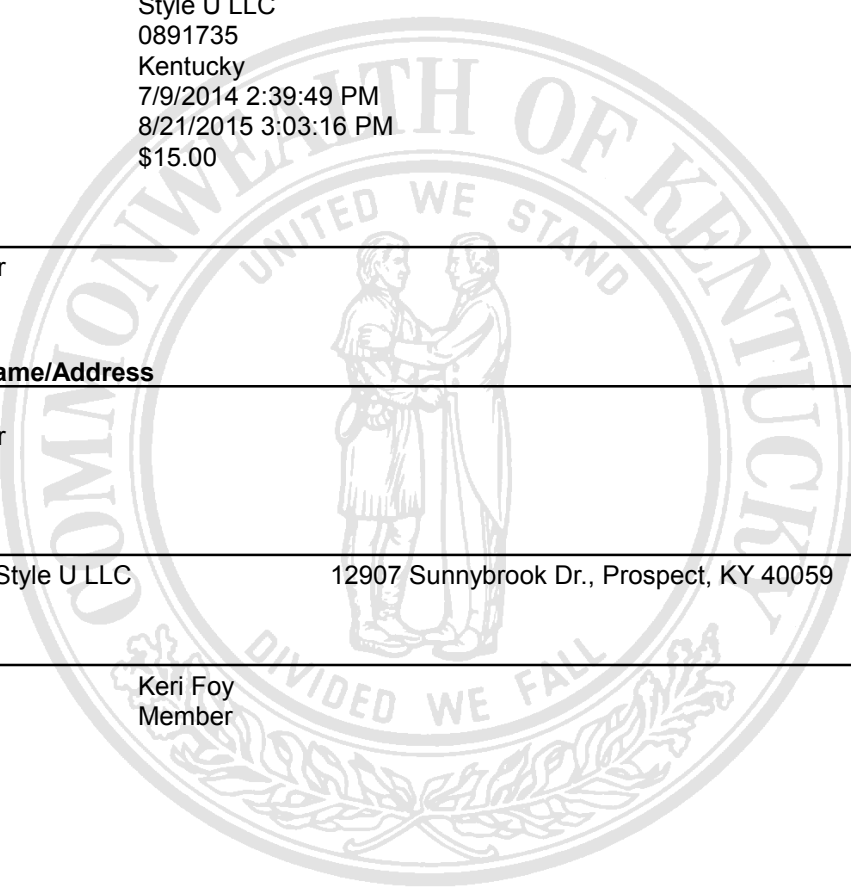 Style U LLC
0891735
Kentucky
7/9/2014 2:39:49 PM
8/21/2015 3:03:16 PM
$15.00
r
ame/Address
r
Style U LLC 12907 Sunnybrook Dr., Prospect, KY 40059
Keri Foy
Member
COMMONWEALTH OF KENTUCKY
UNITED WE STAND
DIVIDED WE FALL